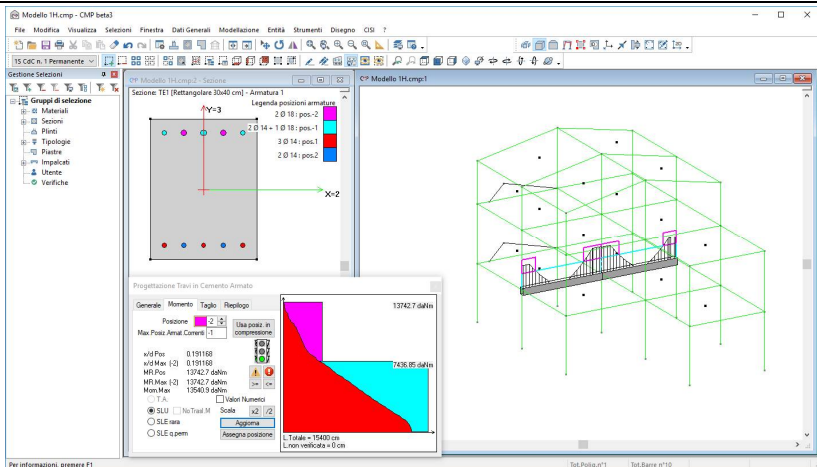 Modello 1H.cmp - CMP beta3
File Modifica Visualizza Selezioni Finestra Dati Generali Modellazione Entità Strumenti Disegno CISI ?
15 CdC n. 1 Permanente
Gestione Selezioni
Gruppi di selezione
Materiali
Sezioni
Plinti
Tipologie
Piastre
Impalcati
Utente
Verifiche
CMP Modello 1H.cmp:2 - Sezione
Sezione: TE1 [Rettangolare 30x40 cm] - Armatura 1
Legenda posizioni armature
Y=3
2 Ø 18 : pos.-2
2 Ø 14 + 1 Ø 18 : pos.-1
3 Ø 14 : pos.1
2 Ø 14 : pos.2
X=2
CMP Modello 1H.cmp:1
Progettazione Travi in Cemento Armato
Generale Momento Taglio Riepilogo
Posizione -2
Max.Posiz.Armat.Correnti -1
Usa posiz. in compressione
x/d Pos 0.191168
x/d Max (-2) 0.191168
MR.Pos 13742.7 daNm
MR.Max (-2) 13742.7 daNm
Mom.Max 13540.9 daNm
>= <=
T.A. Valori Numerici
SLU No Trasl.M Scala x2 /2
SLE rara Aggiorna
SLE q.perm Assegna posizione
13742.7 daNm
7436.85 daNm
L.Totale = 15400 cm
L.non verificata = 0 cm
Per informazioni, premere F1
Tot.Polig.n°1 Tot.Barre n°10